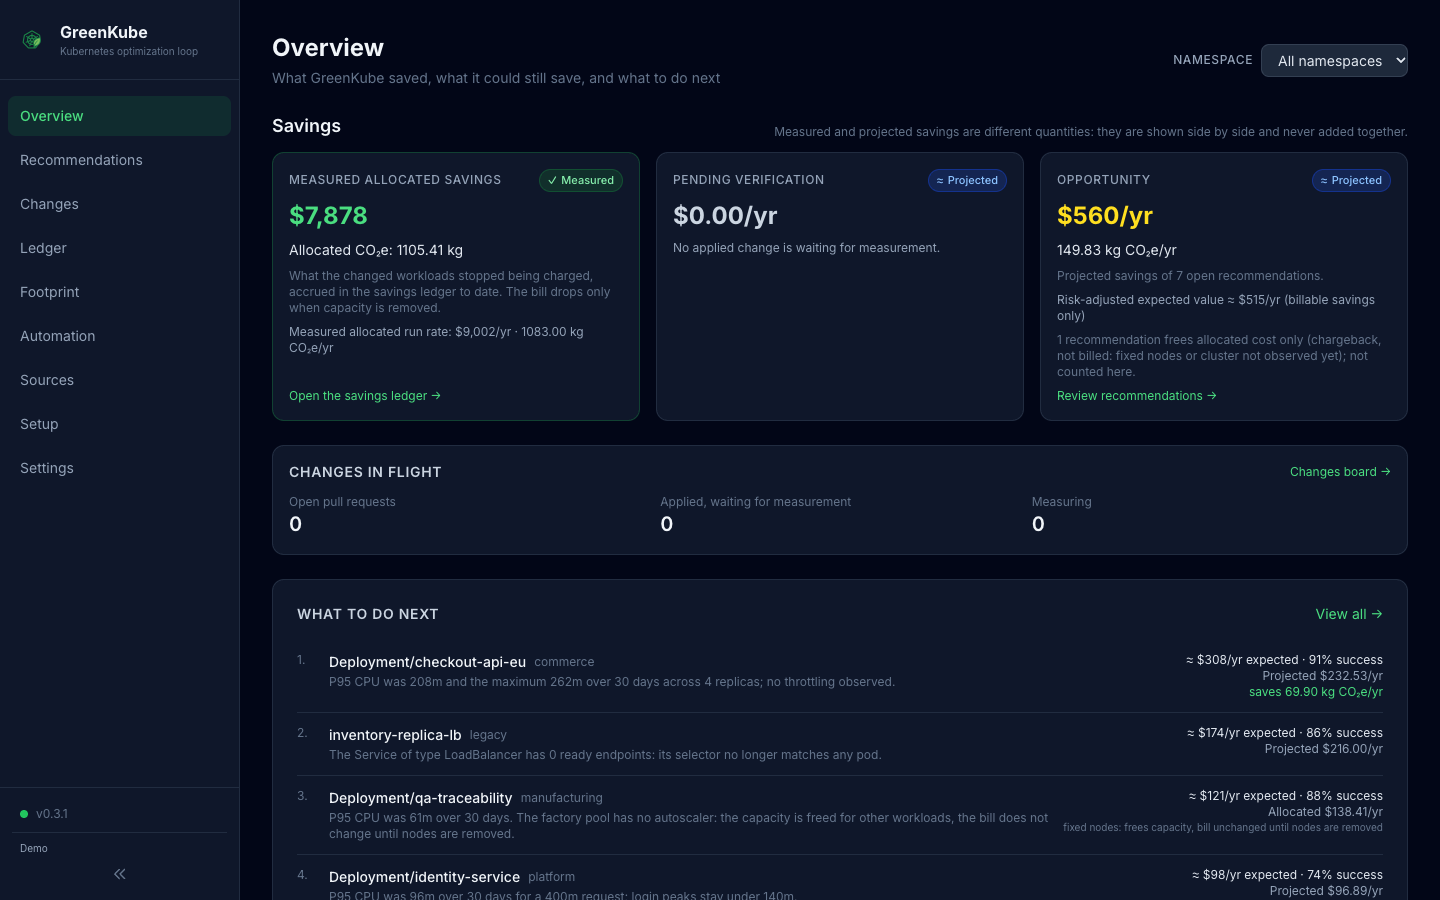 GreenKube
Kubernetes optimization loop
Overview
Recommendations
Changes
Ledger
Footprint
Automation
Sources
Setup
Settings
v0.3.1
Demo
Overview
What GreenKube saved, what it could still save, and what to do next
NAMESPACE
All namespaces
Savings
Measured and projected savings are different quantities: they are shown side by side and never added together.
MEASURED ALLOCATED SAVINGS
✓ Measured
$7,878
Allocated CO₂e: 1105.41 kg
What the changed workloads stopped being charged,
accrued in the savings ledger to date. The bill drops only
when capacity is removed.
Measured allocated run rate: $9,002/yr · 1083.00 kg
CO₂e/yr
Open the savings ledger →
PENDING VERIFICATION
≈ Projected
$0.00/yr
No applied change is waiting for measurement.
OPPORTUNITY
≈ Projected
$560/yr
149.83 kg CO₂e/yr
Projected savings of 7 open recommendations.
Risk-adjusted expected value ≈ $515/yr (billable savings
only)
1 recommendation frees allocated cost only (chargeback,
not billed: fixed nodes or cluster not observed yet); not
counted here.
Review recommendations →
CHANGES IN FLIGHT
Changes board →
Open pull requests
0
Applied, waiting for measurement
0
Measuring
0
WHAT TO DO NEXT
View all →
1.
Deployment/checkout-api-eu commerce
P95 CPU was 208m and the maximum 262m over 30 days across 4 replicas; no throttling observed.
≈ $308/yr expected · 91% success
Projected $232.53/yr
saves 69.90 kg CO₂e/yr
2.
inventory-replica-lb legacy
The Service of type LoadBalancer has 0 ready endpoints: its selector no longer matches any pod.
≈ $174/yr expected · 86% success
Projected $216.00/yr
3.
Deployment/qa-traceability manufacturing
P95 CPU was 61m over 30 days. The factory pool has no autoscaler: the capacity is freed for other workloads, the bill does not
change until nodes are removed.
≈ $121/yr expected · 88% success
Allocated $138.41/yr
fixed nodes: frees capacity, bill unchanged until nodes are removed
4.
Deployment/identity-service platform
P95 CPU was 96m over 30 days for a 400m request; login peaks stay under 140m.
≈ $98/yr expected · 74% success
Projected $96.89/yr